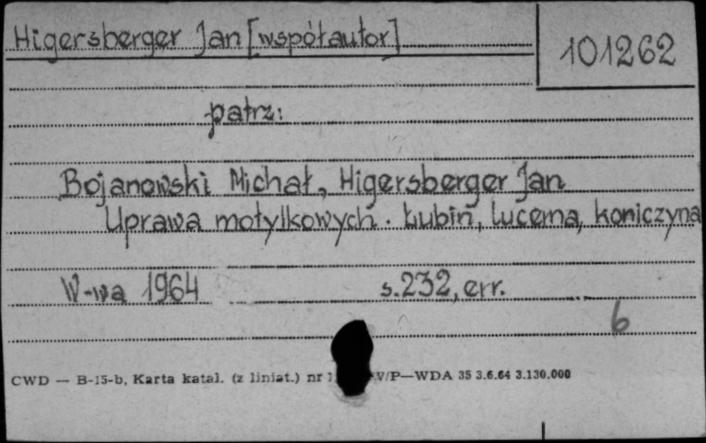 Higersberger Jan [współautor]
101262
patrz:
Bojanowski Michał, Higersberger Jan
Uprawa motylkowych. Łubin, lucerna, koniczyna
W-wa 1964 s.232, err.
6
CWD — B-15-b, Karta katal. (z liniat.) nr V/P—WDA 35 3.6.64 3.130.000